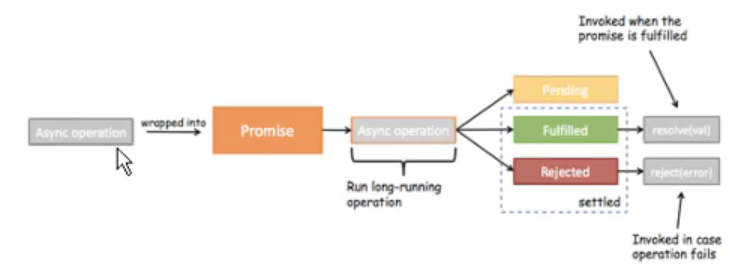 Invoked when the
promise is fulfilled
Pending
Async operation
wrapped into
Promise
Async operation
Fulfilled
resolve(val)
Rejected
reject(error)
Run long-running
operation
settled
Invoked in case
operation fails